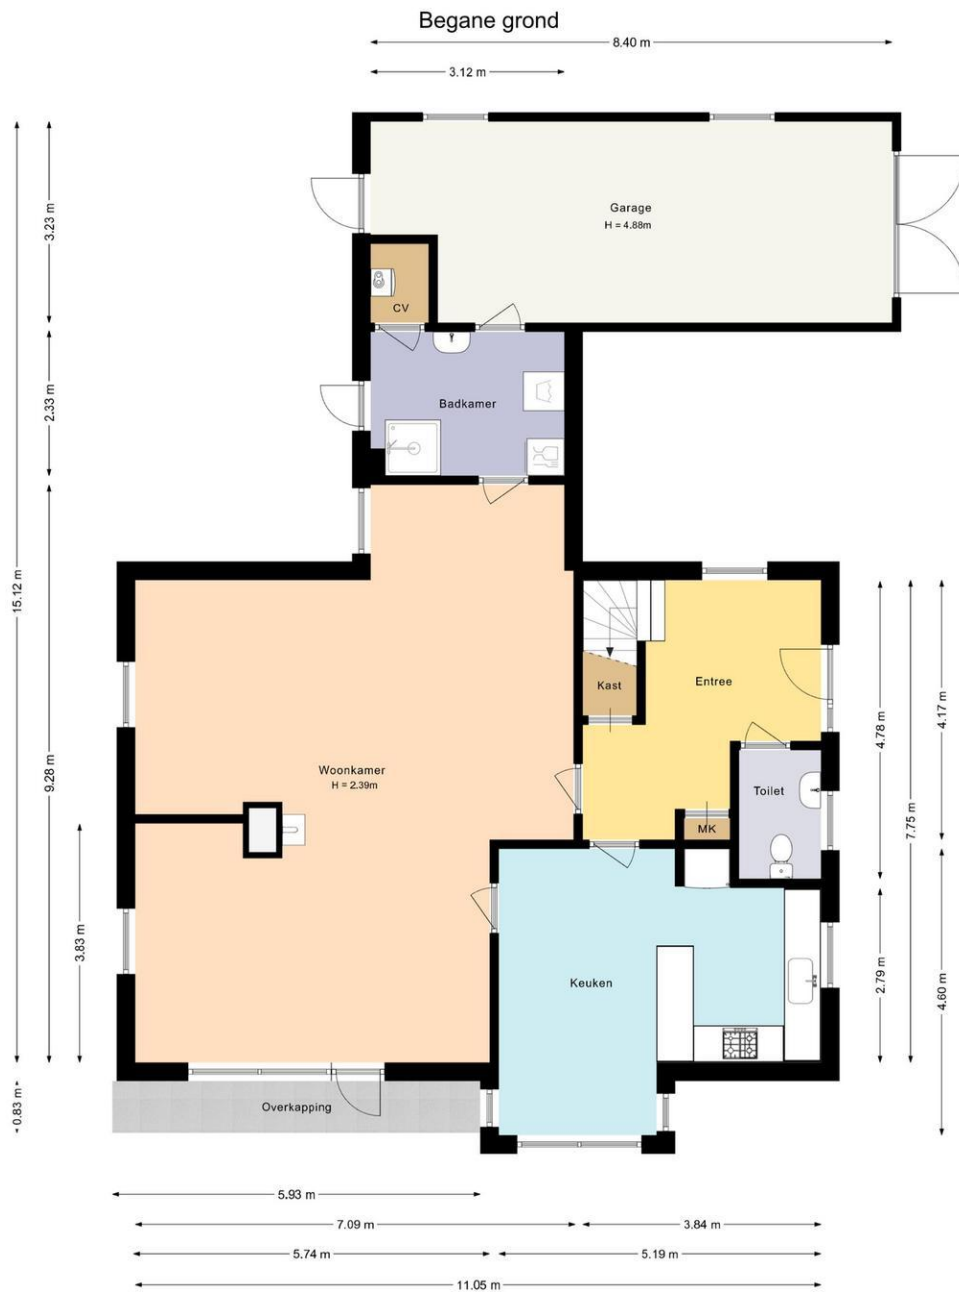 Begane grond
8.40 m
3.12 m
3.23 m
Garage
H = 4.88m
CV
2.33 m
Badkamer
15.12 m
9.28 m
Kast
Entree
Woonkamer
H = 2.39m
Toilet
MK
4.78 m
7.75 m
4.17 m
3.83 m
Keuken
2.79 m
4.60 m
0.83 m
Overkapping
5.93 m
7.09 m
3.84 m
5.74 m
5.19 m
11.05 m